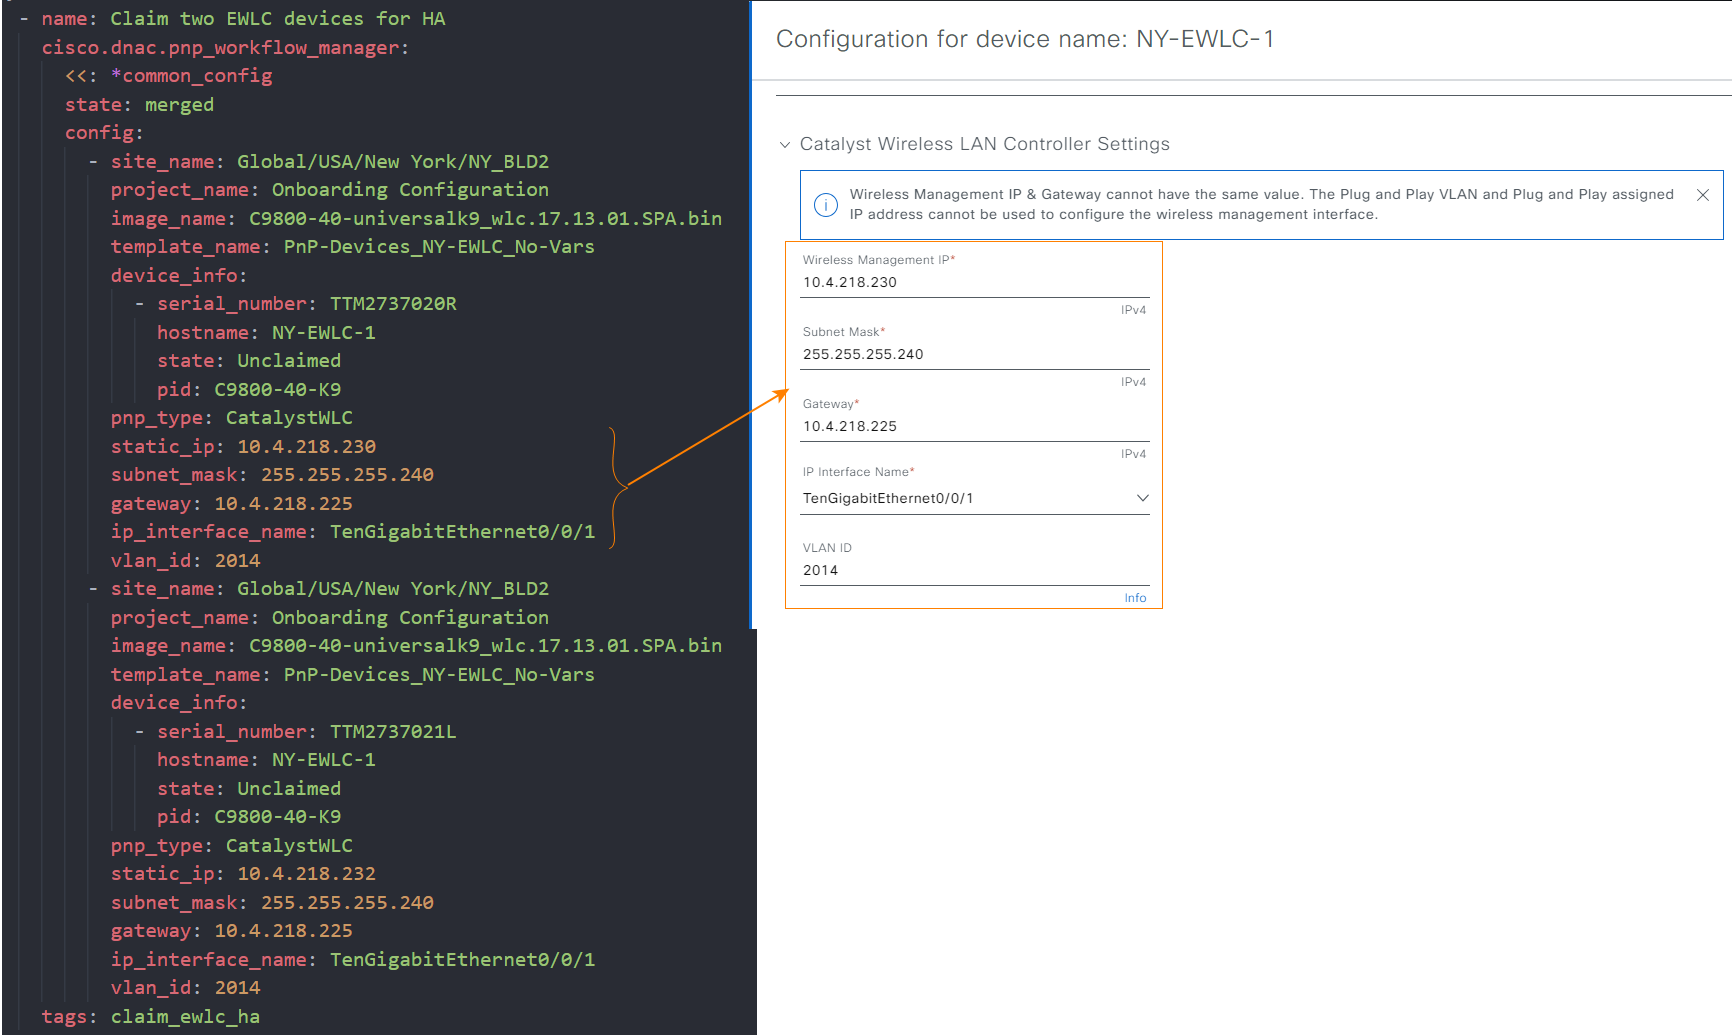 - name: Claim two EWLC devices for HA
cisco.dnac.pnp_workflow_manager:
<<: *common_config
state: merged
config:
- site_name: Global/USA/New York/NY_BLD2
project_name: Onboarding Configuration
image_name: C9800-40-universalk9_wlc.17.13.01.SPA.bin
template_name: PnP-Devices_NY-EWLC_No-Vars
device_info:
- serial_number: TTM2737020R
hostname: NY-EWLC-1
state: Unclaimed
pid: C9800-40-K9
pnp_type: CatalystWLC
static_ip: 10.4.218.230
subnet_mask: 255.255.255.240
gateway: 10.4.218.225
ip_interface_name: TenGigabitEthernet0/0/1
vlan_id: 2014
- site_name: Global/USA/New York/NY_BLD2
project_name: Onboarding Configuration
image_name: C9800-40-universalk9_wlc.17.13.01.SPA.bin
template_name: PnP-Devices_NY-EWLC_No-Vars
device_info:
- serial_number: TTM2737021L
hostname: NY-EWLC-1
state: Unclaimed
pid: C9800-40-K9
pnp_type: CatalystWLC
static_ip: 10.4.218.232
subnet_mask: 255.255.255.240
gateway: 10.4.218.225
ip_interface_name: TenGigabitEthernet0/0/1
vlan_id: 2014
tags: claim_ewlc_ha
Configuration for device name: NY-EWLC-1
Catalyst Wireless LAN Controller Settings
Wireless Management IP & Gateway cannot have the same value. The Plug and Play VLAN and Plug and Play assigned
IP address cannot be used to configure the wireless management interface.
Wireless Management IP*
10.4.218.230
IPv4
Subnet Mask*
255.255.255.240
IPv4
Gateway*
10.4.218.225
IPv4
IP Interface Name*
TenGigabitEthernet0/0/1
VLAN ID
2014
Info